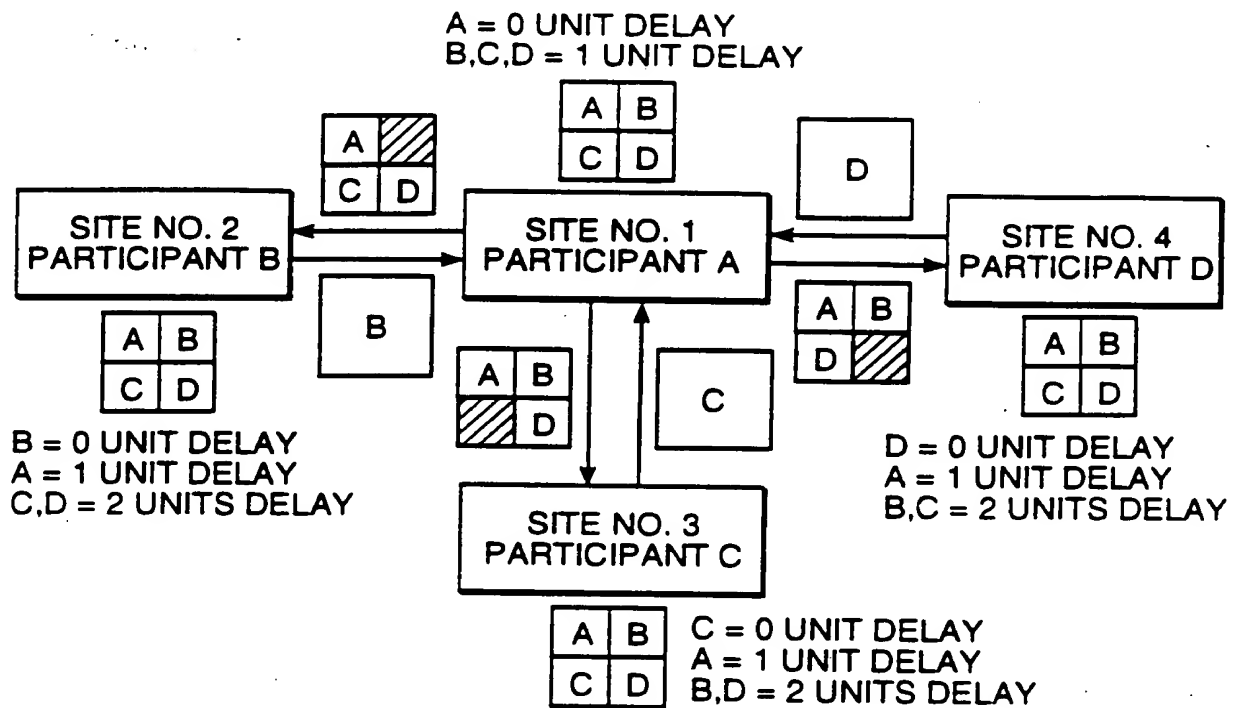 A = 0 UNIT DELAY
B,C,D = 1 UNIT DELAY
A B
C D
A
C D
D
SITE NO. 2
PARTICIPANT B
SITE NO. 1
PARTICIPANT A
SITE NO. 4
PARTICIPANT D
A B
C D
B
A B
D
C
A B
D
A B
C D
B = 0 UNIT DELAY
A = 1 UNIT DELAY
C,D = 2 UNITS DELAY
D = 0 UNIT DELAY
A = 1 UNIT DELAY
B,C = 2 UNITS DELAY
SITE NO. 3
PARTICIPANT C
A B
C D
C = 0 UNIT DELAY
A = 1 UNIT DELAY
B,D = 2 UNITS DELAY